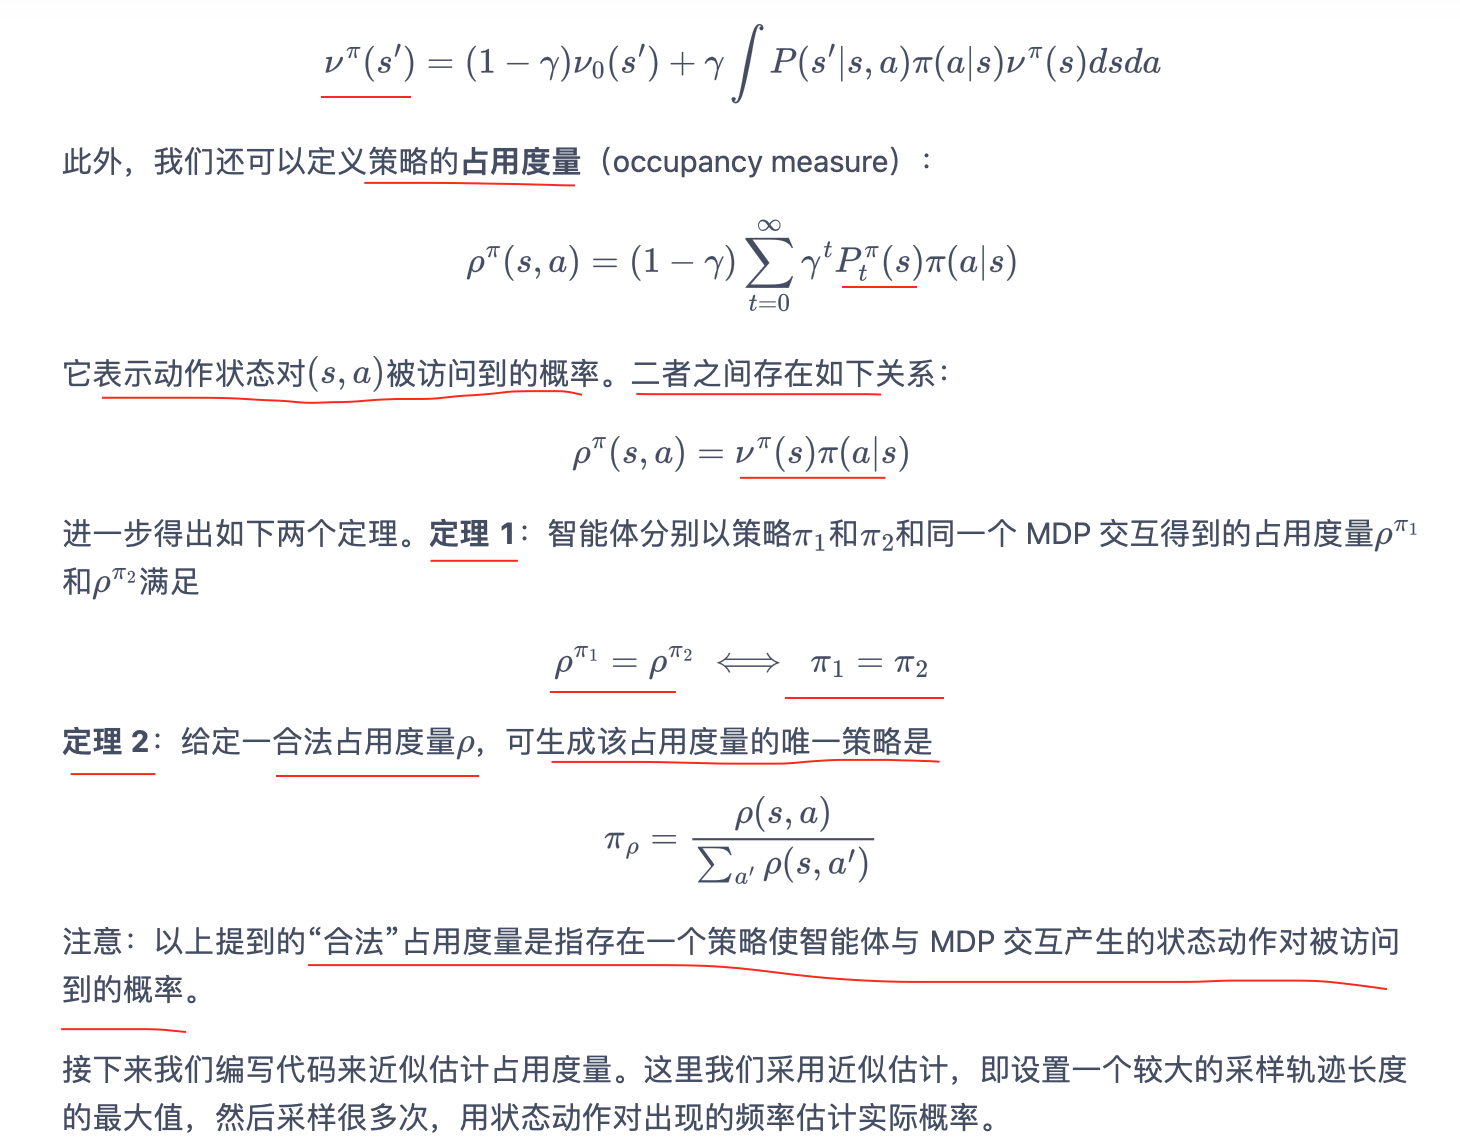 $\nu^\pi(s') = (1-\gamma)\nu_0(s') + \gamma \int P(s'|s,a)\pi(a|s)\nu^\pi(s)dsda$
此外，我们还可以定义策略的占用度量（occupancy measure）：
$\rho^\pi(s,a) = (1-\gamma)\sum_{t=0}^{\infty}\gamma^t P_t^\pi(s)\pi(a|s)$
它表示动作状态对$(s,a)$被访问到的概率。二者之间存在如下关系：
$\rho^\pi(s,a) = \nu^\pi(s)\pi(a|s)$
进一步得出如下两个定理。定理 1：智能体分别以策略$\pi_1$和$\pi_2$和同一个 MDP 交互得到的占用度量$\rho^{\pi_1}$
和$\rho^{\pi_2}$满足
$\rho^{\pi_1} = \rho^{\pi_2} \iff \pi_1 = \pi_2$
定理 2：给定一合法占用度量$\rho$，可生成该占用度量的唯一策略是
$\pi_\rho = \frac{\rho(s,a)}{\sum_{a'}\rho(s,a')}$
注意：以上提到的“合法”占用度量是指存在一个策略使智能体与 MDP 交互产生的状态动作对被访问
到的概率。
接下来我们编写代码来近似估计占用度量。这里我们采用近似估计，即设置一个较大的采样轨迹长度
的最大值，然后采样很多次，用状态动作对出现的频率估计实际概率。